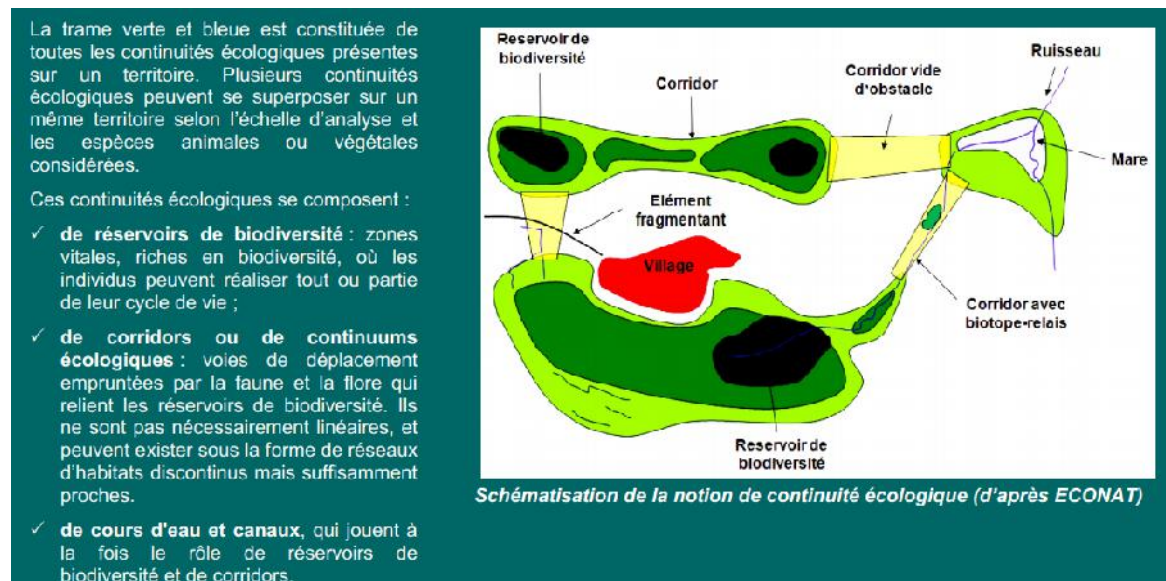 La trame verte et bleue est constituée de
toutes les continuités écologiques présentes
sur un territoire. Plusieurs continuités
écologiques peuvent se superposer sur un
même territoire selon l'échelle d'analyse et
les espèces animales ou végétales
considérées.
Ces continuités écologiques se composent :
✓ de réservoirs de biodiversité : zones
vitales, riches en biodiversité, où les
individus peuvent réaliser tout ou partie
de leur cycle de vie ;
✓ de corridors ou de continuums
écologiques : voies de déplacement
empruntées par la faune et la flore qui
relient les réservoirs de biodiversité. Ils
ne sont pas nécessairement linéaires, et
peuvent exister sous la forme de réseaux
d'habitats discontinus mais suffisamment
proches.
✓ de cours d'eau et canaux, qui jouent à
la fois le rôle de réservoirs de
biodiversité et de corridors.
Reservoir de
biodiversité
Corridor
Corridor vide
d'obstacle
Ruisseau
Mare
Elément
fragmentant
Village
Corridor avec
biotope-relais
Reservoir de
biodiversité
Schématisation de la notion de continuité écologique (d'après ECONAT)